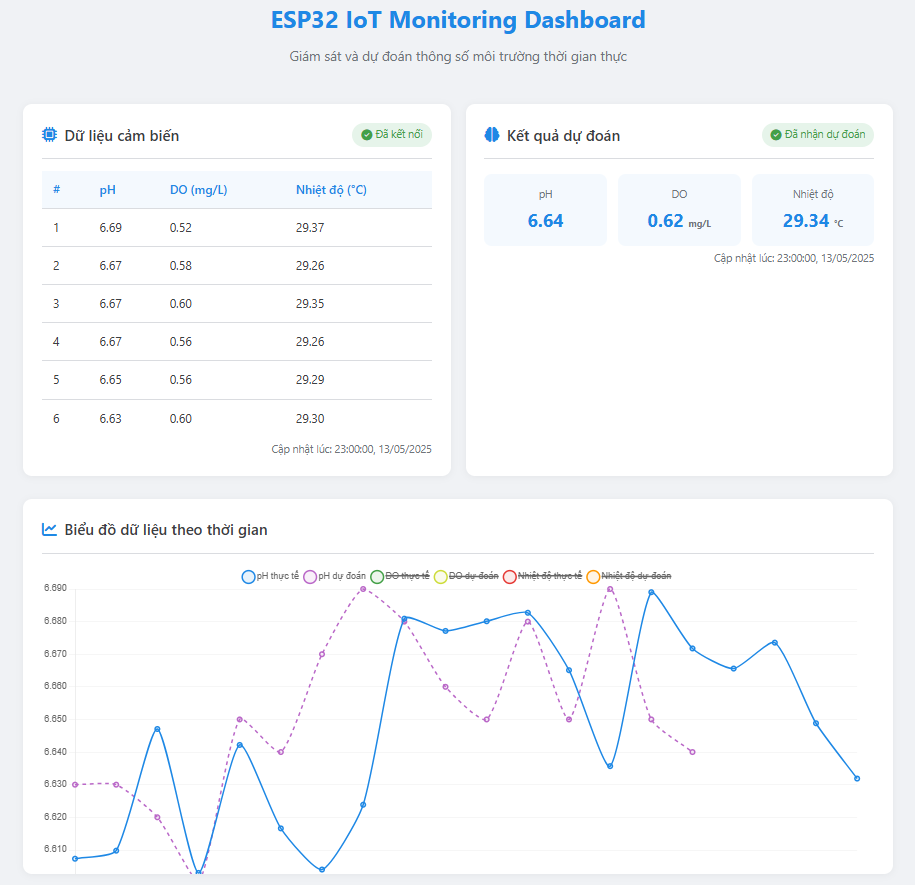 ESP32 IoT Monitoring Dashboard
Giám sát và dự đoán thông số môi trường thời gian thực
Dữ liệu cảm biến
Đã kết nối
# pH DO (mg/L) Nhiệt độ (°C)
1 6.69 0.52 29.37
2 6.67 0.58 29.26
3 6.67 0.60 29.35
4 6.67 0.56 29.26
5 6.65 0.56 29.29
6 6.63 0.60 29.30
Cập nhật lúc: 23:00:00, 13/05/2025
Kết quả dự đoán
Đã nhận dự đoán
pH
6.64
DO
0.62 mg/L
Nhiệt độ
29.34 °C
Cập nhật lúc: 23:00:00, 13/05/2025
Biểu đồ dữ liệu theo thời gian
pH thực tế pH dự đoán DO thực tế DO dự đoán Nhiệt độ thực tế Nhiệt độ dự đoán
6.690
6.680
6.670
6.660
6.650
6.640
6.630
6.620
6.610